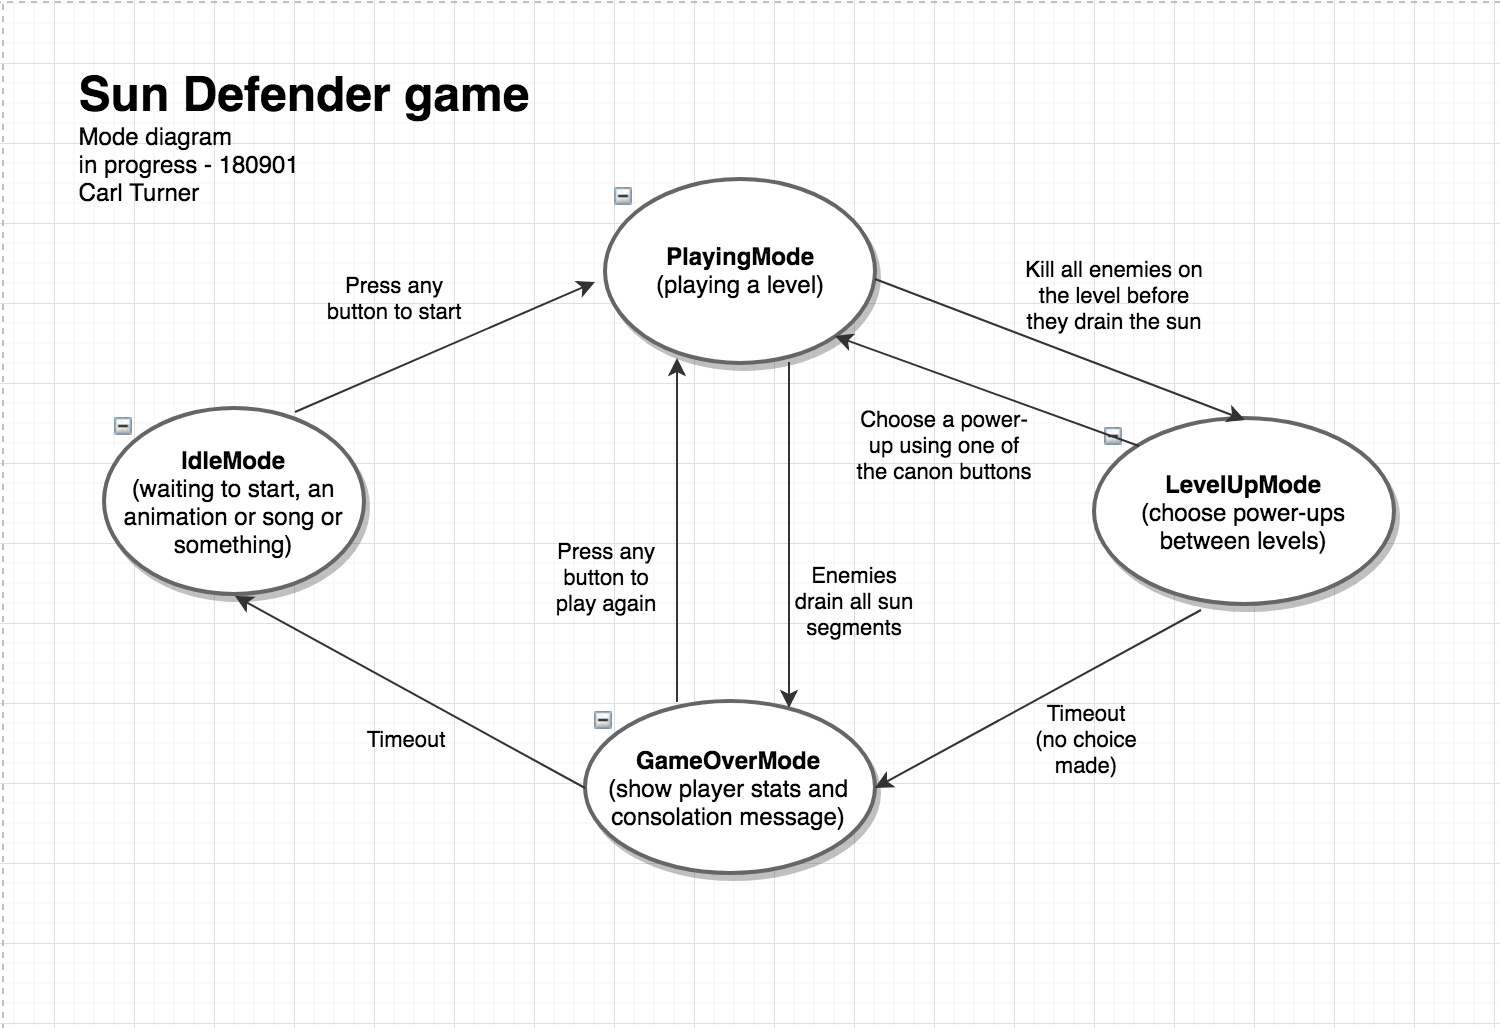 Sun Defender game
Mode diagram
in progress - 180901
Carl Turner
PlayingMode
(playing a level)
Press any
button to start
Kill all enemies on
the level before
they drain the sun
Choose a power-
up using one of
the canon buttons
IdleMode
(waiting to start, an
animation or song or
something)
LevelUpMode
(choose power-ups
between levels)
Press any
button to
play again
Enemies
drain all sun
segments
Timeout
Timeout
(no choice
made)
GameOverMode
(show player stats and
consolation message)